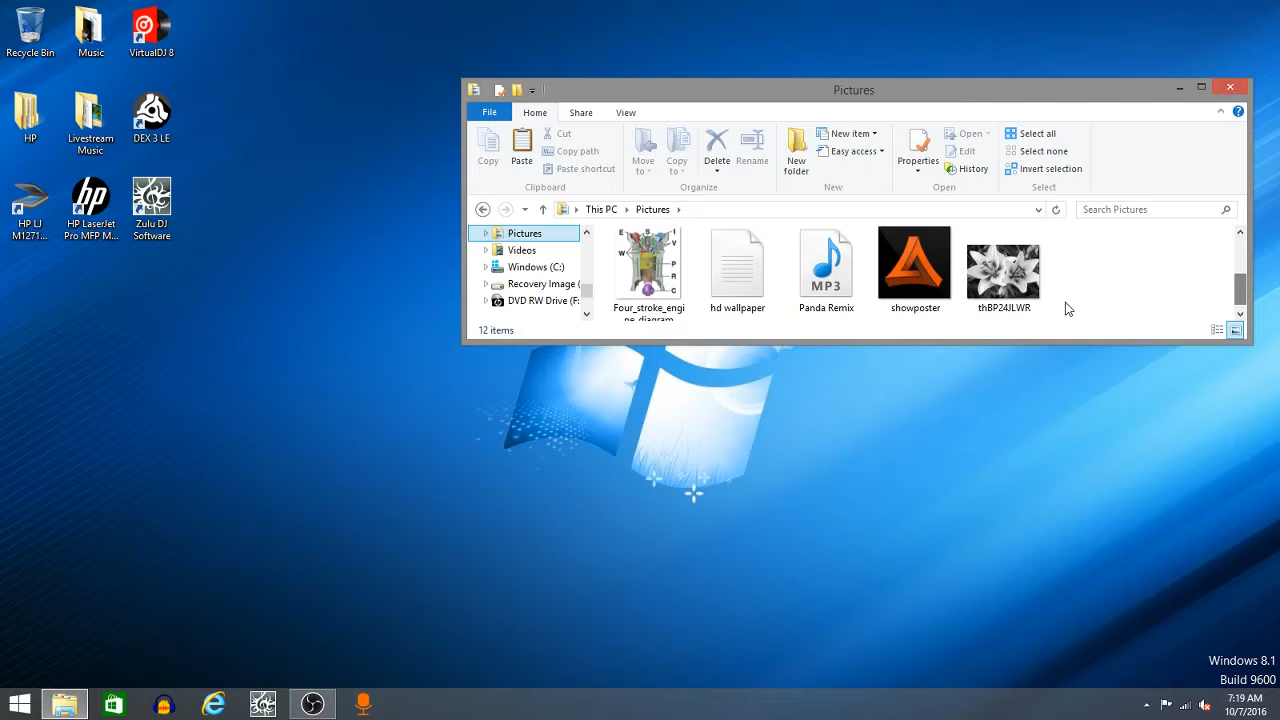 Recycle Bin
Music
VirtualDJ 8
HP
Livestream
Music
DEX 3 LE
HP LJ
M1271...
hp
HP LaserJet
Pro MFP M...
Zulu DJ
Software
Pictures
File
Home
Share
View
Copy
Paste
Cut
Copy path
Paste shortcut
Clipboard
Move
to
Copy
to
Delete
Rename
Organize
New
folder
New item
Easy access
New
Properties
Open
Edit
History
Open
Select all
Select none
Invert selection
Select
This PC
Pictures
Search Pictures
Pictures
Videos
Windows (C:)
Recovery Image (
DVD RW Drive (F:
E S I V
W
P
R
C
Four_stroke_engi
ne_diagram
hd wallpaper
MP3
Panda Remix
showposter
thBP24JLWR
12 items
Windows 8.1
Build 9600
7:19 AM
10/7/2016